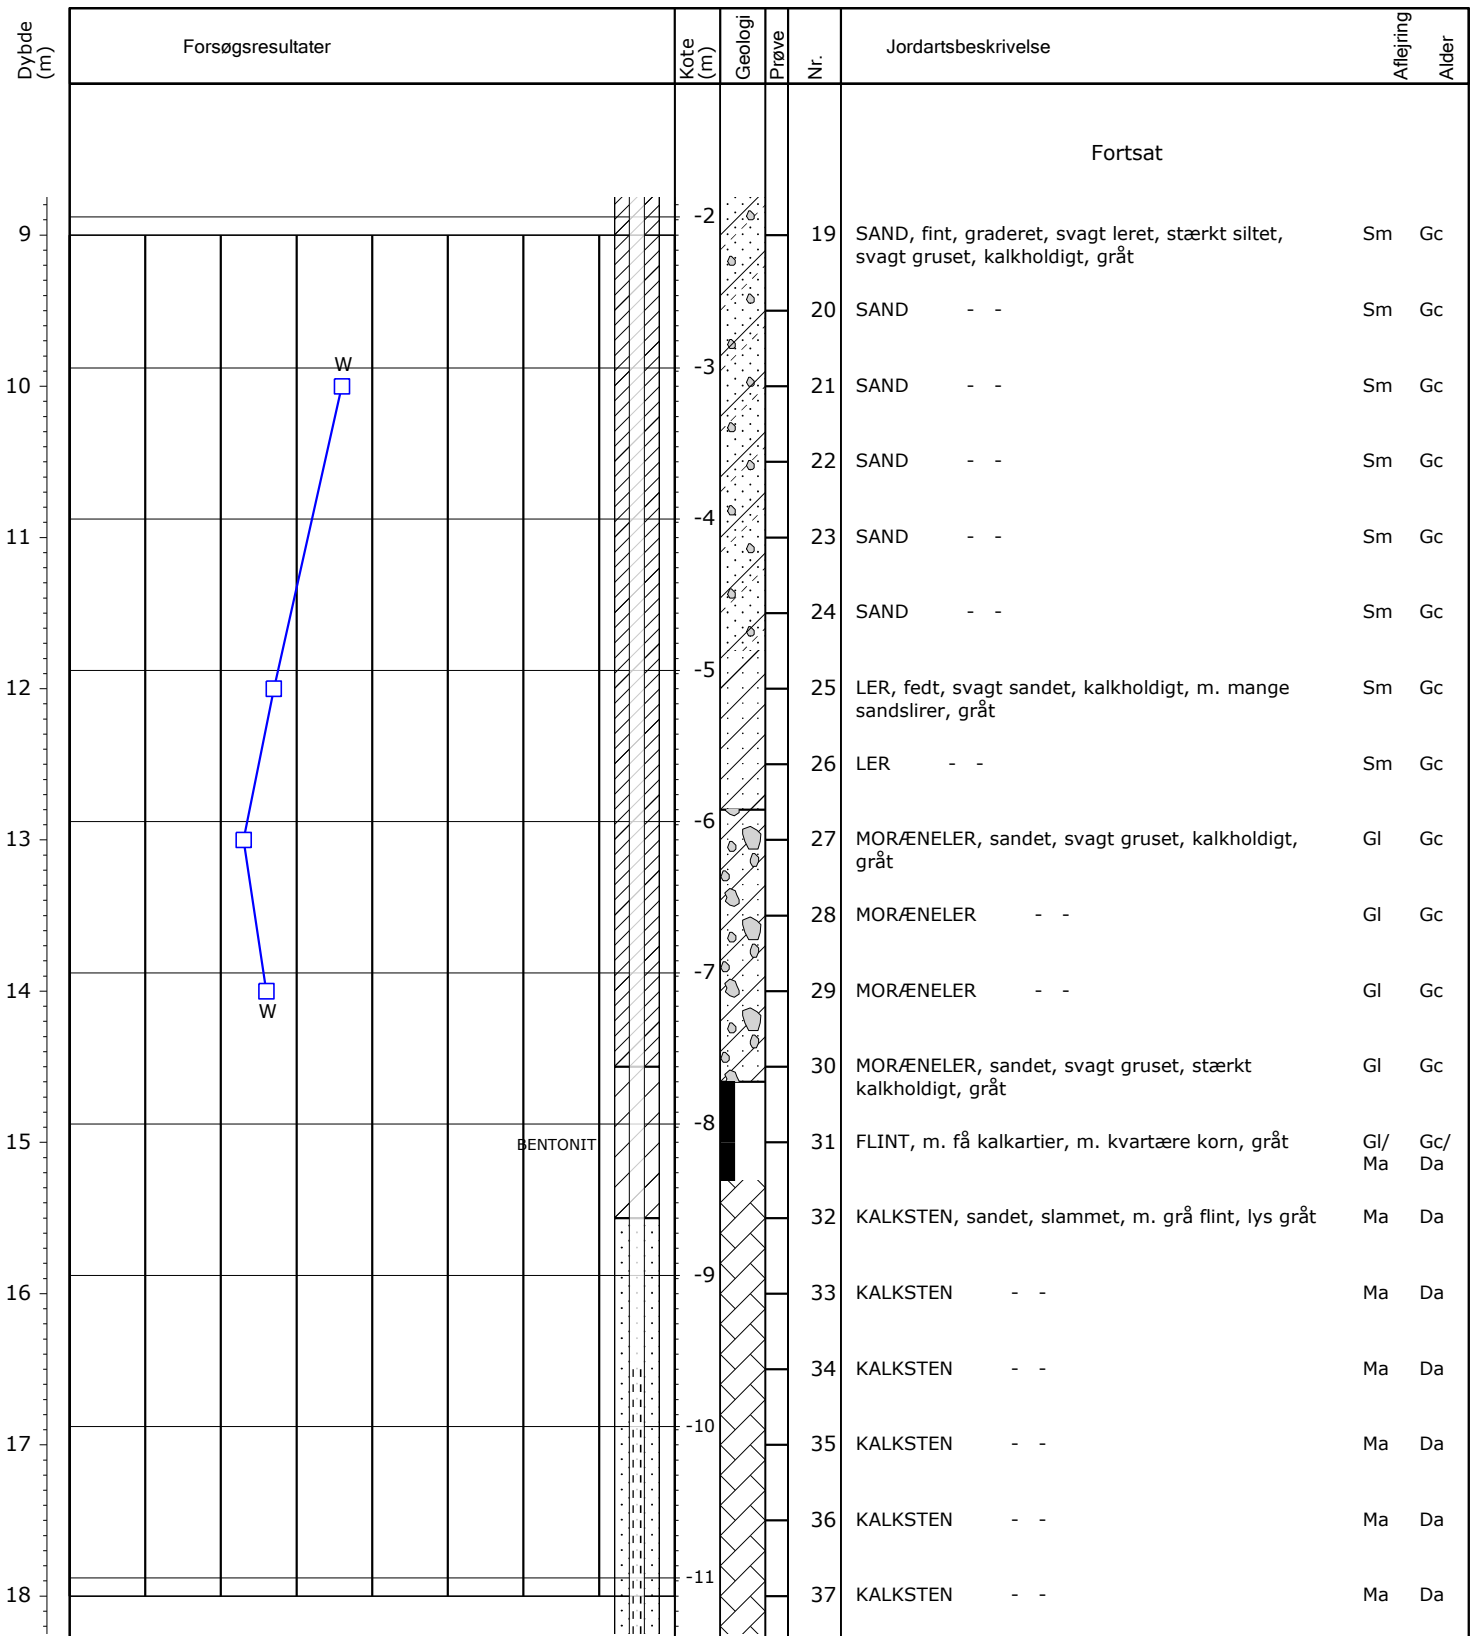 Dybde (m)
Forsøgsresultater
Kote (m)
Geologi
Prøve
Nr.
Jordartsbeskrivelse
Aflejring
Alder
Fortsat
-2
9
19 SAND, fint, graderet, svagt leret, stærkt siltet, Sm Gc
svagt gruset, kalkholdigt, gråt
20 SAND - - Sm Gc
W
-3
10
21 SAND - - Sm Gc
22 SAND - - Sm Gc
-4
11
23 SAND - - Sm Gc
24 SAND - - Sm Gc
-5
12
25 LER, fedt, svagt sandet, kalkholdigt, m. mange Sm Gc
sandslirer, gråt
26 LER - - Sm Gc
-6
13
27 MORÆNELER, sandet, svagt gruset, kalkholdigt, Gl Gc
gråt
28 MORÆNELER - - Gl Gc
-7
14
29 MORÆNELER - - Gl Gc
W
30 MORÆNELER, sandet, svagt gruset, stærkt Gl Gc
kalkholdigt, gråt
-8
15
BENTONIT
31 FLINT, m. få kalkartier, m. kvartære korn, gråt Gl/ Gc/
Ma Da
32 KALKSTEN, sandet, slammet, m. grå flint, lys gråt Ma Da
-9
16
33 KALKSTEN - - Ma Da
34 KALKSTEN - - Ma Da
-10
17
35 KALKSTEN - - Ma Da
36 KALKSTEN - - Ma Da
-11
18
37 KALKSTEN - - Ma Da